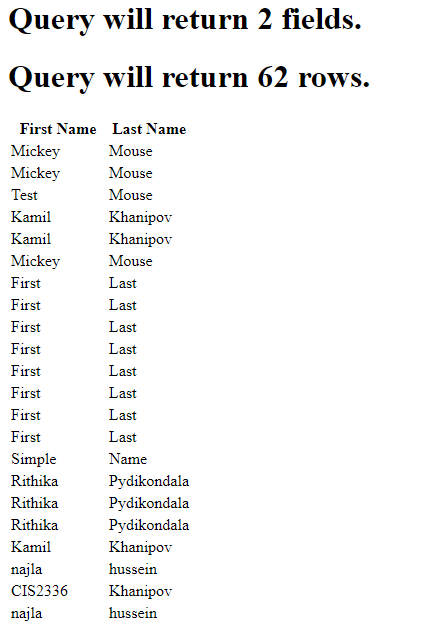 Query will return 2 fields.
Query will return 62 rows.
First Name Last Name
Mickey Mouse
Mickey Mouse
Test Mouse
Kamil Khanipov
Kamil Khanipov
Mickey Mouse
First Last
First Last
First Last
First Last
First Last
First Last
First Last
First Last
Simple Name
Rithika Pydikondala
Rithika Pydikondala
Rithika Pydikondala
Kamil Khanipov
najla hussein
CIS2336 Khanipov
najla hussein